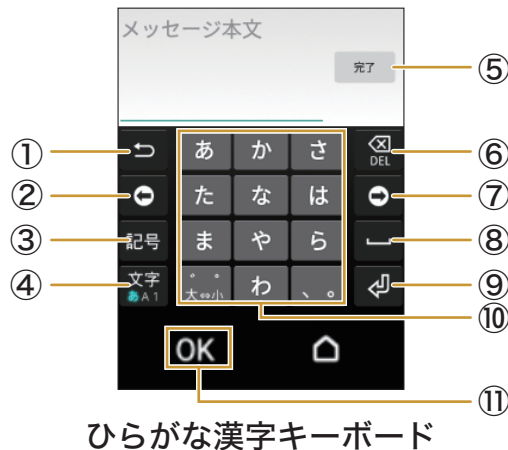 メッセージ本文
完了
⑤
① あ か さ DEL ⑥
② た な は ⑦
③ 記号 ま や ら ⑧
④ 文字 あA1 ゛゜大⇔小 わ 、。 ⑨
⑩
OK
⑪
ひらがな漢字キーボード